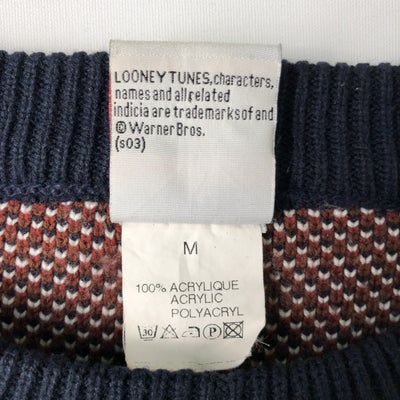 LOONEY TUNES, characters,
names and all related
indicia are trademarks of and
© Warner Bros.
(s03)
M
100% ACRYLIQUE
ACRYLIC
POLYACRYL
30 P